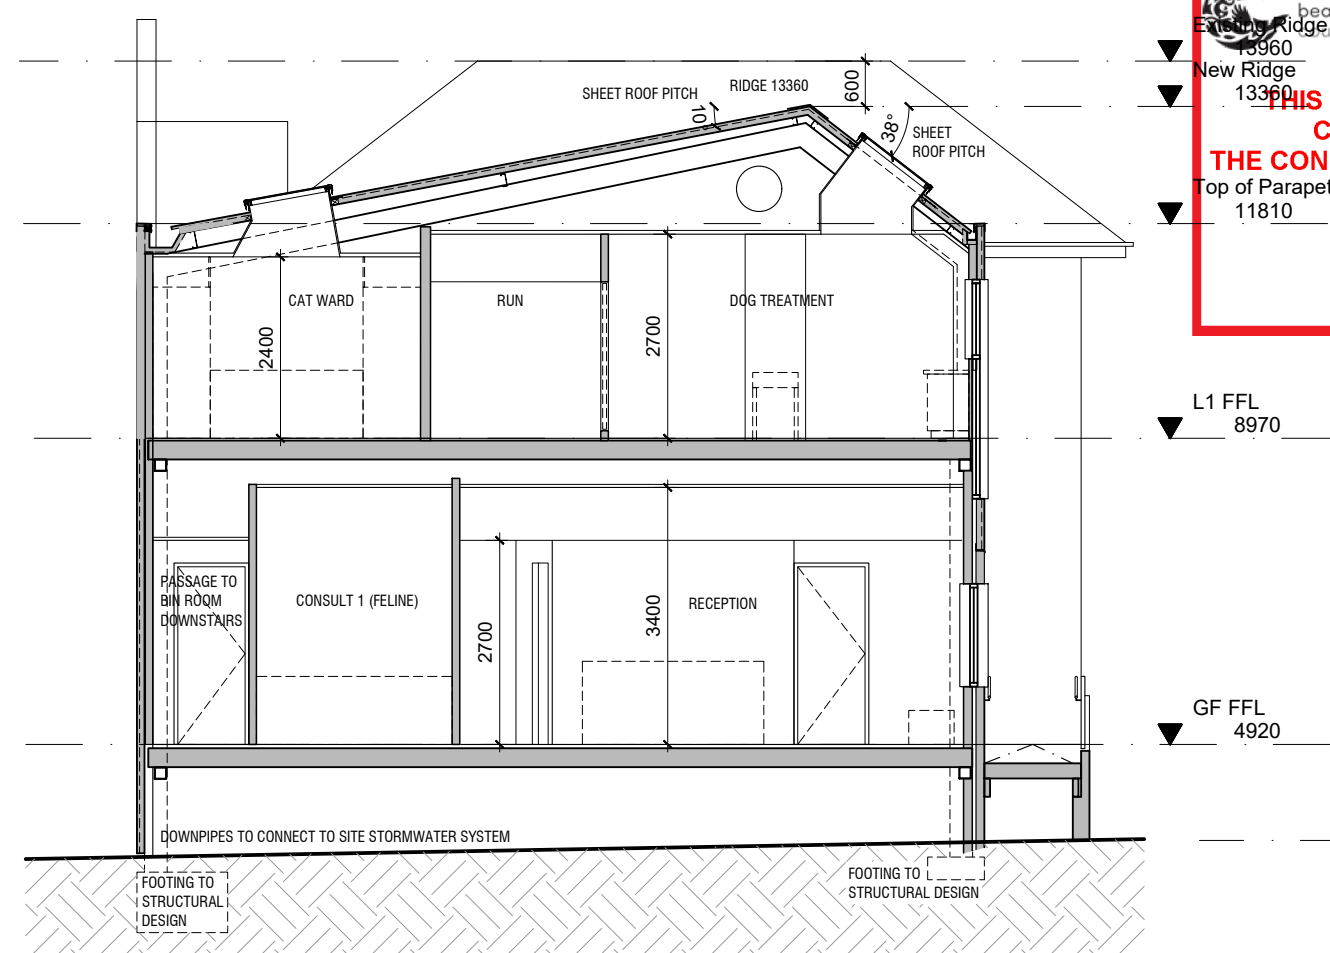 Existing Ridge
13960
New Ridge
13360
THIS
C
THE CON
Top of Parapet
11810
SHEET ROOF PITCH
RIDGE 13360
600
10°
38°
SHEET
ROOF PITCH
CAT WARD
RUN
DOG TREATMENT
2400
2700
L1 FFL
8970
PASSAGE TO
BIN ROOM
DOWNSTAIRS
CONSULT 1 (FELINE)
RECEPTION
2700
3400
GF FFL
4920
DOWNPIPES TO CONNECT TO SITE STORMWATER SYSTEM
FOOTING TO
STRUCTURAL
DESIGN
FOOTING TO
STRUCTURAL DESIGN